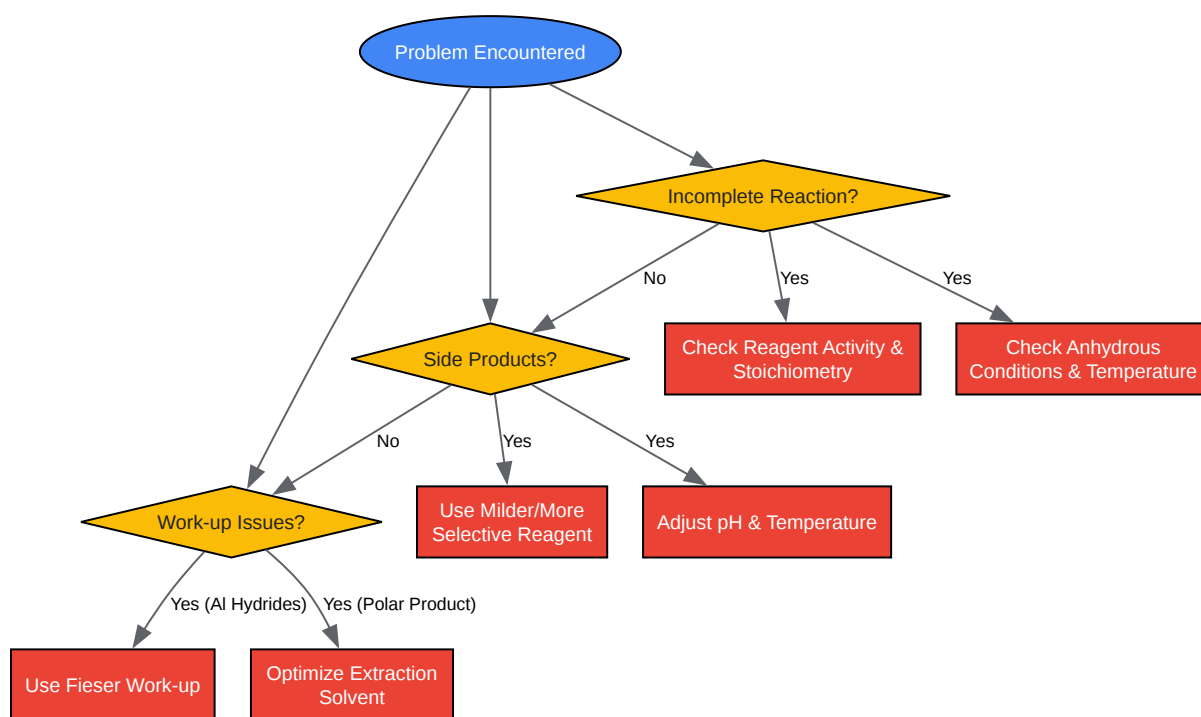 Problem Encountered
Incomplete Reaction?
No
Yes
Yes
Side Products?
Check Reagent Activity &
Stoichiometry
Check Anhydrous
Conditions & Temperature
No
Yes
Yes
Work-up Issues?
Use Milder/More
Selective Reagent
Adjust pH & Temperature
Yes (Al Hydrides)
Yes (Polar Product)
Use Fieser Work-up
Optimize Extraction
Solvent